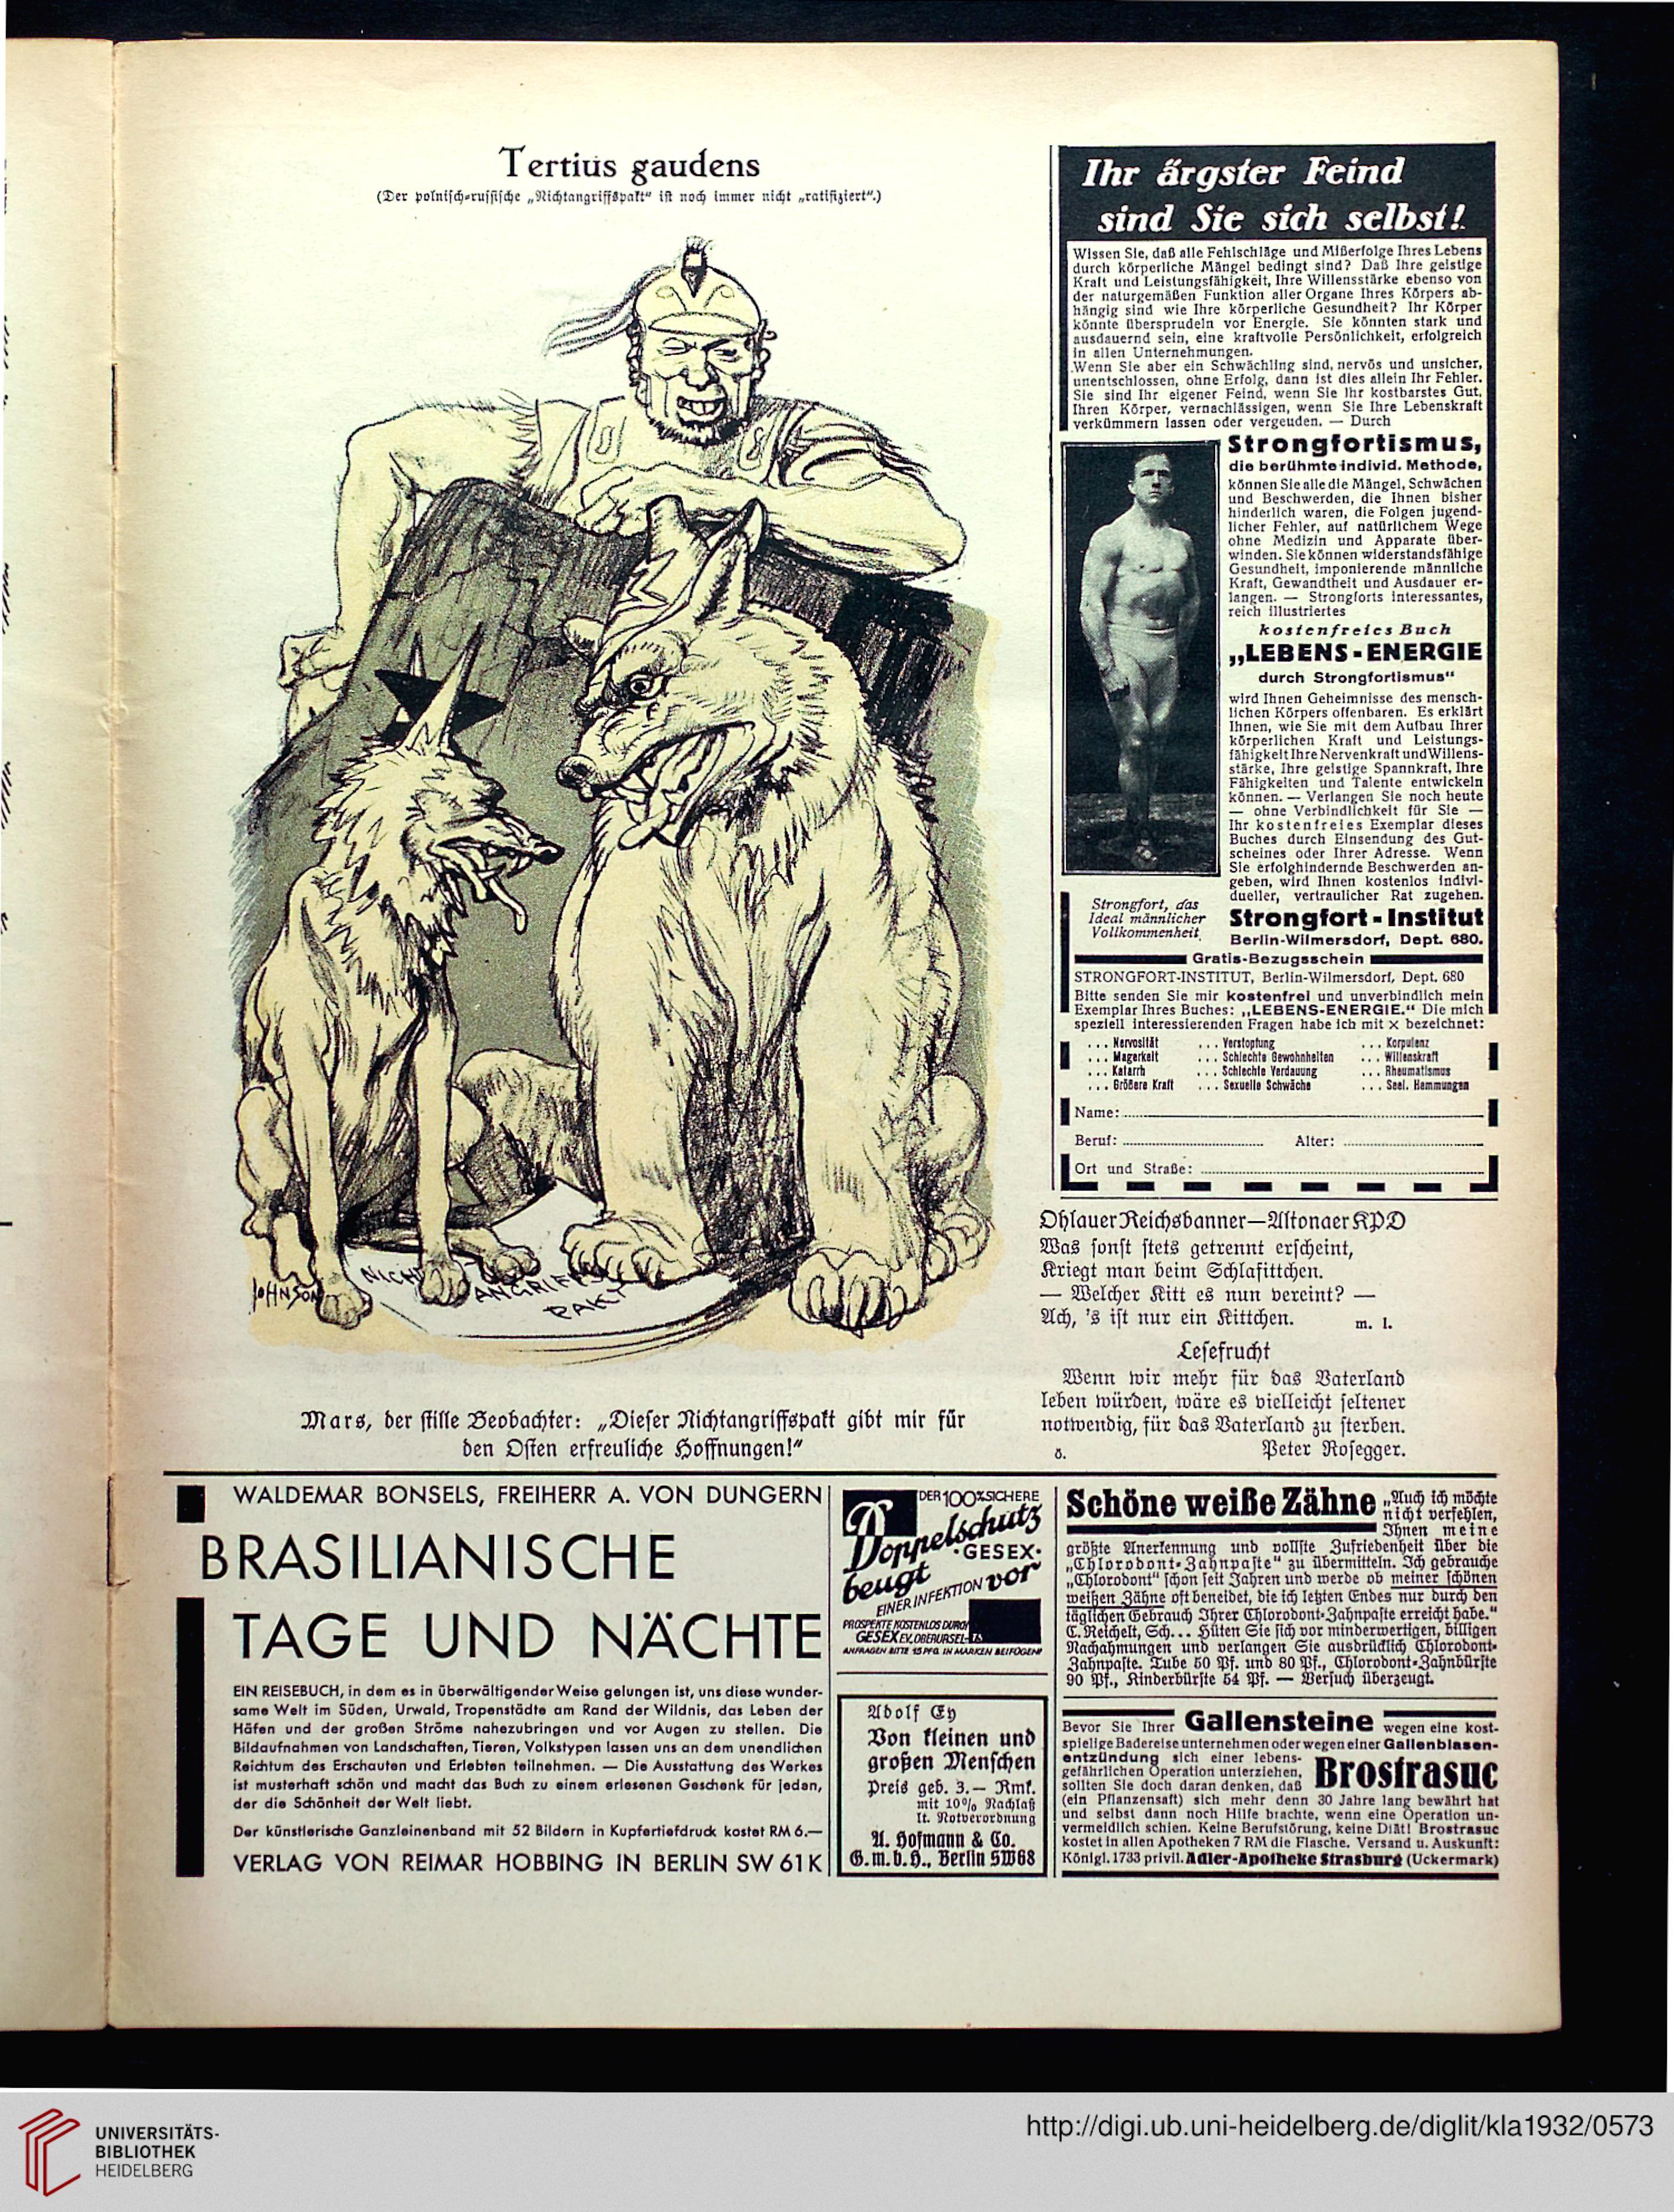 Tertius gaudens
(Der polnisch-russische „Nichtangriffspakt“ ist noch immer nicht „ratifiziert“.)
JOHNSON
NICHT
ANGRIFFS
PAKT
Mars, der stille Beobachter: „Dieser Nichtangriffspakt gibt mir für
den Osten erfreuliche Hoffnungen!“
Ihr ärgster Feind
sind Sie sich selbst!
Wissen Sie, daß alle Fehlschläge und Mißerfolge Ihres Lebens
durch körperliche Mängel bedingt sind? Daß Ihre geistige
Kraft und Leistungsfähigkeit, Ihre Willensstärke ebenso von
der naturgemäßen Funktion aller Organe Ihres Körpers ab-
hängig sind wie Ihre körperliche Gesundheit? Ihr Körper
könnte übersprudeln vor Energie. Sie könnten stark und
ausdauernd sein, eine kraftvolle Persönlichkeit, erfolgreich
in allen Unternehmungen.
Wenn Sie aber ein Schwächling sind, nervös und unsicher,
unentschlossen, ohne Erfolg, dann ist dies allein Ihr Fehler.
Sie sind Ihr eigener Feind, wenn Sie Ihr kostbarstes Gut,
Ihren Körper, vernachlässigen, wenn Sie Ihre Lebenskraft
verkümmern lassen oder vergeuden. — Durch
Strongfortismus,
die berühmte individ. Methode,
können Sie alle die Mängel, Schwächen
und Beschwerden, die Ihnen bisher
hinderlich waren, die Folgen jugend-
licher Fehler, auf natürlichem Wege
ohne Medizin und Apparate über-
winden. Sie können widerstandsfähige
Gesundheit, imponierende männliche
Kraft, Gewandtheit und Ausdauer er-
langen. — Strongforts interessantes,
reich illustriertes
kostenfreies Buch
„LEBENS-ENERGIE
durch Strongfortismus“
wird Ihnen Geheimnisse des mensch-
lichen Körpers offenbaren. Es erklärt
Ihnen, wie Sie mit dem Aufbau Ihrer
körperlichen Kraft und Leistungs-
fähigkeit Ihre Nervenkraft und Willens-
stärke, Ihre geistige Spannkraft, Ihre
Fähigkeiten und Talente entwickeln
können. — Verlangen Sie noch heute
— ohne Verbindlichkeit für Sie —
Ihr kostenfreies Exemplar dieses
Buches durch Einsendung des Gut-
scheines oder Ihrer Adresse. Wenn
Sie erfolghindernde Beschwerden an-
geben, wird Ihnen kostenlos indivi-
dueller, vertraulicher Rat zugehen.
Strongfort, das
Ideal männlicher
Vollkommenheit
Strongfort-Institut
Berlin-Wilmersdorf, Dept. 680.
Gratis-Bezugsschein
STRONGFORT-INSTITUT, Berlin-Wilmersdorf, Dept. 680
Bitte senden Sie mir kostenfrei und unverbindlich mein
Exemplar Ihres Buches: „LEBENS-ENERGIE.“ Die mich
speziell interessierenden Fragen habe ich mit × bezeichnet:
... Nervosität ... Verstopfung ... Korpulenz
... Magerkeit ... Schlechte Gewohnheiten ... Willenskraft
... Katarrh ... Schlechte Verdauung ... Rheumatismus
... Größere Kraft ... Sexuelle Schwäche ... Seel. Hemmungen
Name:
Beruf: Alter:
Ort und Straße:
Ohlauer Reichsbanner—Altonaer KPD
Was sonst stets getrennt erscheint,
Kriegt man beim Schlafittchen.
— Welcher Kitt es nun vereint? —
Ach, 's ist nur ein Kittchen. m. l.
Lesefrucht
Wenn wir mehr für das Vaterland
leben würden, wäre es vielleicht seltener
notwendig, für das Vaterland zu sterben.
ö. Peter Rosegger.
WALDEMAR BONSELS, FREIHERR A. VON DUNGERN
BRASILIANISCHE
TAGE UND NÄCHTE
EIN REISEBUCH, in dem es in überwältigender Weise gelungen ist, uns diese wunder-
same Welt im Süden, Urwald, Tropenstädte am Rand der Wildnis, das Leben der
Häfen und der großen Ströme nahezubringen und vor Augen zu stellen. Die
Bildaufnahmen von Landschaften, Tieren, Volkstypen lassen uns an dem unendlichen
Reichtum des Erschauten und Erlebten teilnehmen. — Die Ausstattung des Werkes
ist musterhaft schön und macht das Buch zu einem erlesenen Geschenk für jeden,
der die Schönheit der Welt liebt.
Der künstlerische Ganzleinenband mit 52 Bildern in Kupfertiefdruck kostet RM 6.—
VERLAG VON REIMAR HOBBING IN BERLIN SW 61 K
DER 100% SICHERE
Doppelschutz
·GESEX·
beugt vor
EINER INFEKTION
PROSPEKTE KOSTENLOS DURCH
GESEX E.V. OBERURSEL
ANFRAGEN BITTE 15 PFG. IN MARKEN BEIFÜGEN!
Adolf Ey
Von kleinen und
großen Menschen
Preis geb. 3.— Rmk.
mit 10% Nachlaß
lt. Notverordnung
A. Hofmann & Co.
G.m.b.H., Berlin SW68
Schöne weiße Zähne „Auch ich möchte
nicht verfehlen,
Ihnen meine
größte Anerkennung und vollste Zufriedenheit über die
„Chlorodont-Zahnpaste“ zu übermitteln. Ich gebrauche
„Chlorodont“ schon seit Jahren und werde ob meiner schönen
weißen Zähne oft beneidet, die ich letzten Endes nur durch den
täglichen Gebrauch Ihrer Chlorodont-Zahnpaste erreicht habe.“
C. Reichelt, Sch... Hüten Sie sich vor minderwertigen, billigen
Nachahmungen und verlangen Sie ausdrücklich Chlorodont-
Zahnpaste. Tube 50 Pf. und 80 Pf., Chlorodont-Zahnbürste
90 Pf., Kinderbürste 54 Pf. — Versuch überzeugt.
Bevor Sie Ihrer Gallensteine wegen eine kost-
spielige Badereise unternehmen oder wegen einer Gallenblasen-
entzündung sich einer lebens-
gefährlichen Operation unterziehen,
sollten Sie doch daran denken, daß Brostrasuc
(ein Pflanzensaft) sich mehr denn 30 Jahre lang bewährt hat
und selbst dann noch Hilfe brachte, wenn eine Operation un-
vermeidlich schien. Keine Berufstörung, keine Diät! Brostrasuc
kostet in allen Apotheken 7 RM die Flasche. Versand u. Auskunft:
Königl. 1733 privil. Adler-Apotheke Strasburg (Uckermark)
UNIVERSITÄTS-
BIBLIOTHEK
HEIDELBERG
http://digi.ub.uni-heidelberg.de/diglit/kla1932/0573